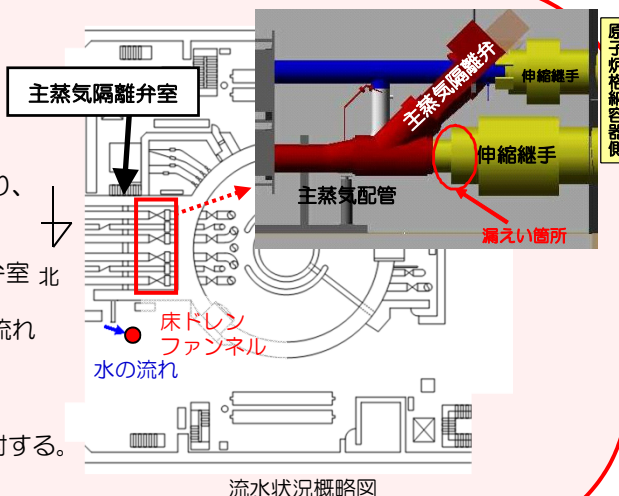 原子炉格納容器側
主蒸気隔離弁
伸縮継手
主蒸気隔離弁室
伸縮継手
り、
主蒸気配管
漏えい箇所
弁室
北
床ドレン
ファンネル
流れ
水の流れ
討する。
流水状況概略図